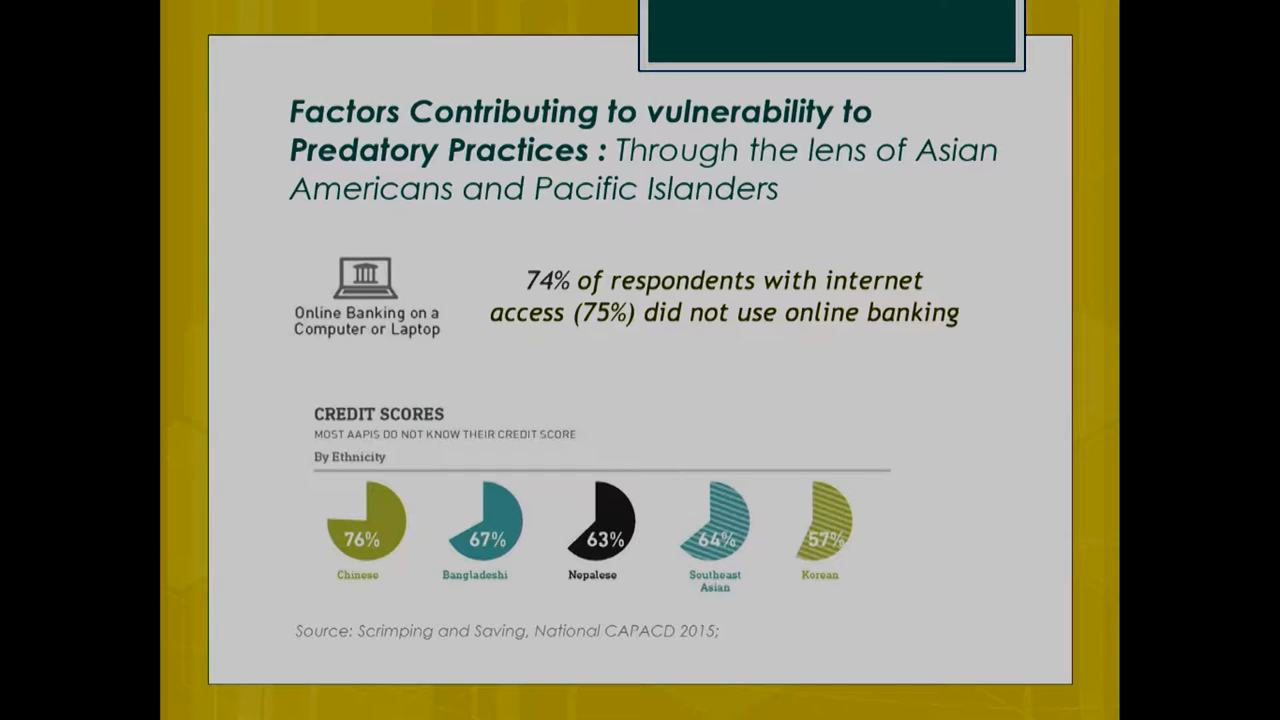 Factors Contributing to vulnerability to
Predatory Practices : Through the lens of Asian
Americans and Pacific Islanders
74% of respondents with internet
access (75%) did not use online banking
Online Banking on a
Computer or Laptop
CREDIT SCORES
MOST AAPIS DO NOT KNOW THEIR CREDIT SCORE
By Ethnicity
76% 67% 63% 64% 57%
Chinese Bangladeshi Nepalese Southeast Asian Korean
Source: Scrimping and Saving, National CAPACD 2015;